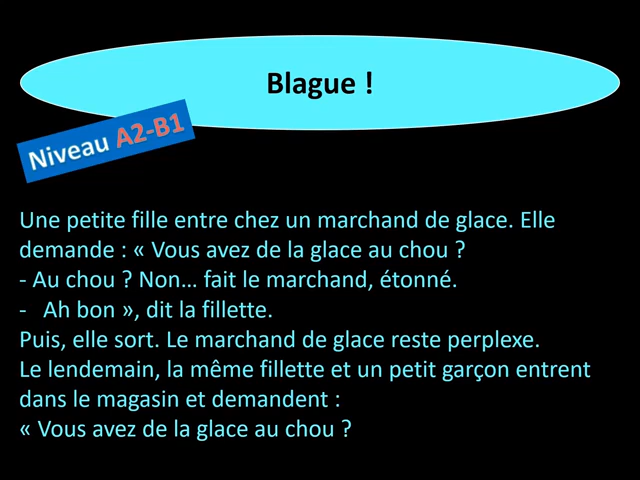 Blague !
Niveau A2-B1
Une petite fille entre chez un marchand de glace. Elle
demande : « Vous avez de la glace au chou ?
- Au chou ? Non... fait le marchand, étonné.
- Ah bon », dit la fillette.
Puis, elle sort. Le marchand de glace reste perplexe.
Le lendemain, la même fillette et un petit garçon entrent
dans le magasin et demandent :
« Vous avez de la glace au chou ?